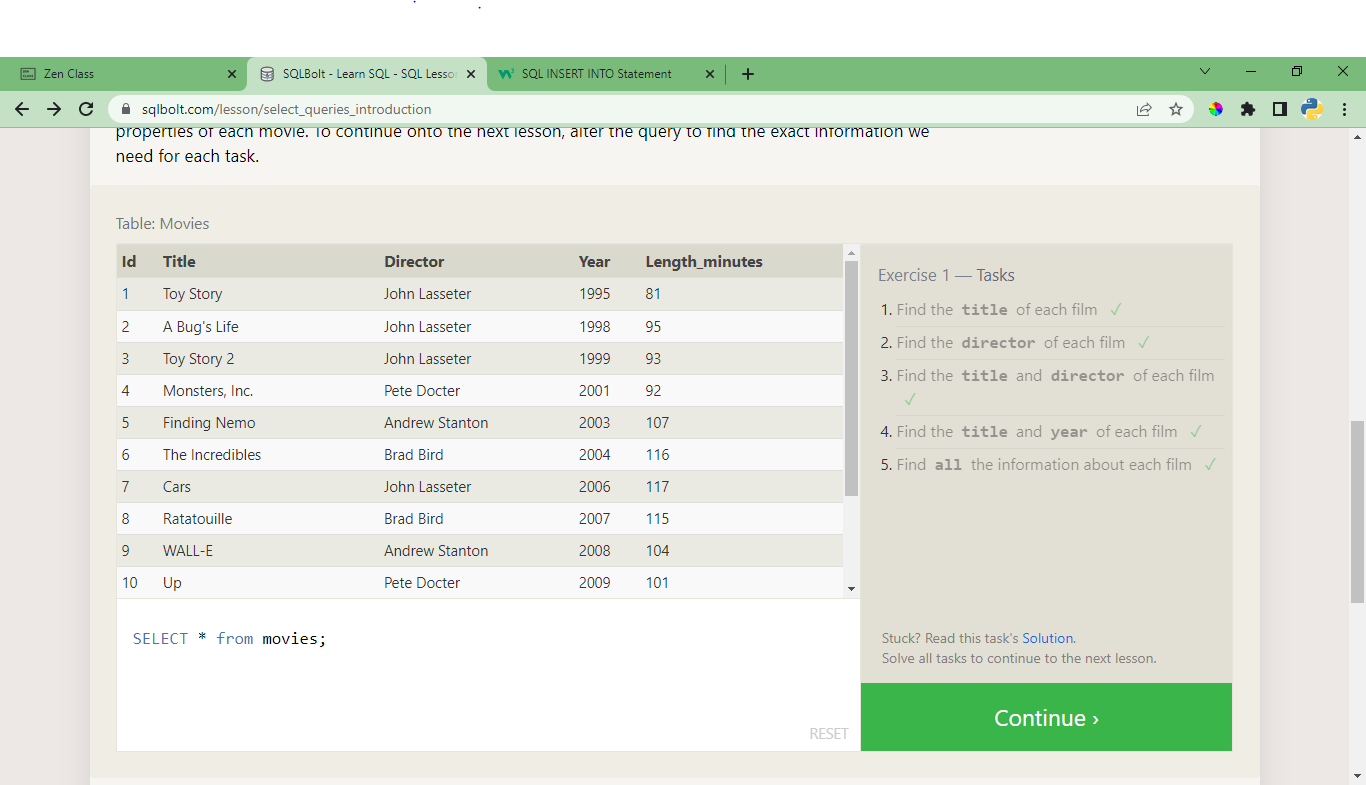 Zen Class
SQLBolt - Learn SQL - SQL Lesso
SQL INSERT INTO Statement
sqlbolt.com/lesson/select_queries_introduction
properties of each movie. To continue onto the next lesson, alter the query to find the exact information we
need for each task.
Table: Movies
Id Title Director Year Length_minutes
1 Toy Story John Lasseter 1995 81
2 A Bug's Life John Lasseter 1998 95
3 Toy Story 2 John Lasseter 1999 93
4 Monsters, Inc. Pete Docter 2001 92
5 Finding Nemo Andrew Stanton 2003 107
6 The Incredibles Brad Bird 2004 116
7 Cars John Lasseter 2006 117
8 Ratatouille Brad Bird 2007 115
9 WALL-E Andrew Stanton 2008 104
10 Up Pete Docter 2009 101
SELECT * from movies;
RESET
Exercise 1 — Tasks
1. Find the title of each film ✓
2. Find the director of each film ✓
3. Find the title and director of each film
✓
4. Find the title and year of each film ✓
5. Find all the information about each film ✓
Stuck? Read this task's Solution.
Solve all tasks to continue to the next lesson.
Continue ›